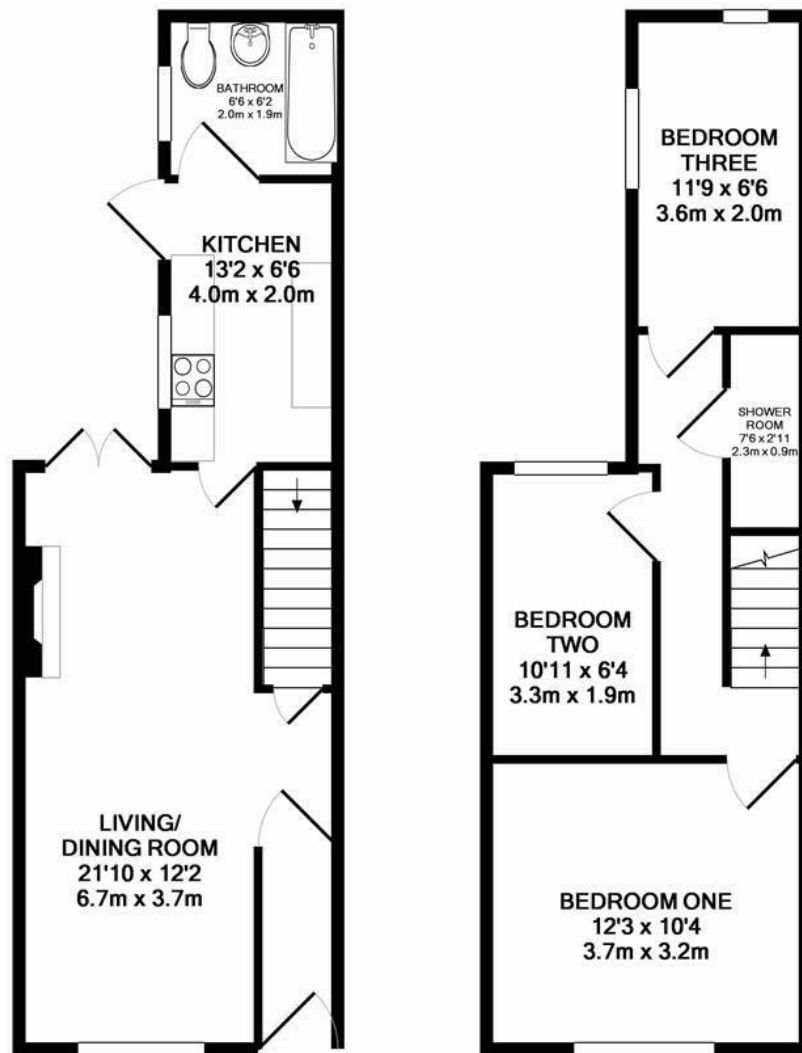 BATHROOM
6'6 x 6'2
2.0m x 1.9m
KITCHEN
13'2 x 6'6
4.0m x 2.0m
LIVING/
DINING ROOM
21'10 x 12'2
6.7m x 3.7m
BEDROOM
THREE
11'9 x 6'6
3.6m x 2.0m
SHOWER
ROOM
7'6 x 2'11
2.3m x 0.9m
BEDROOM
TWO
10'11 x 6'4
3.3m x 1.9m
BEDROOM ONE
12'3 x 10'4
3.7m x 3.2m